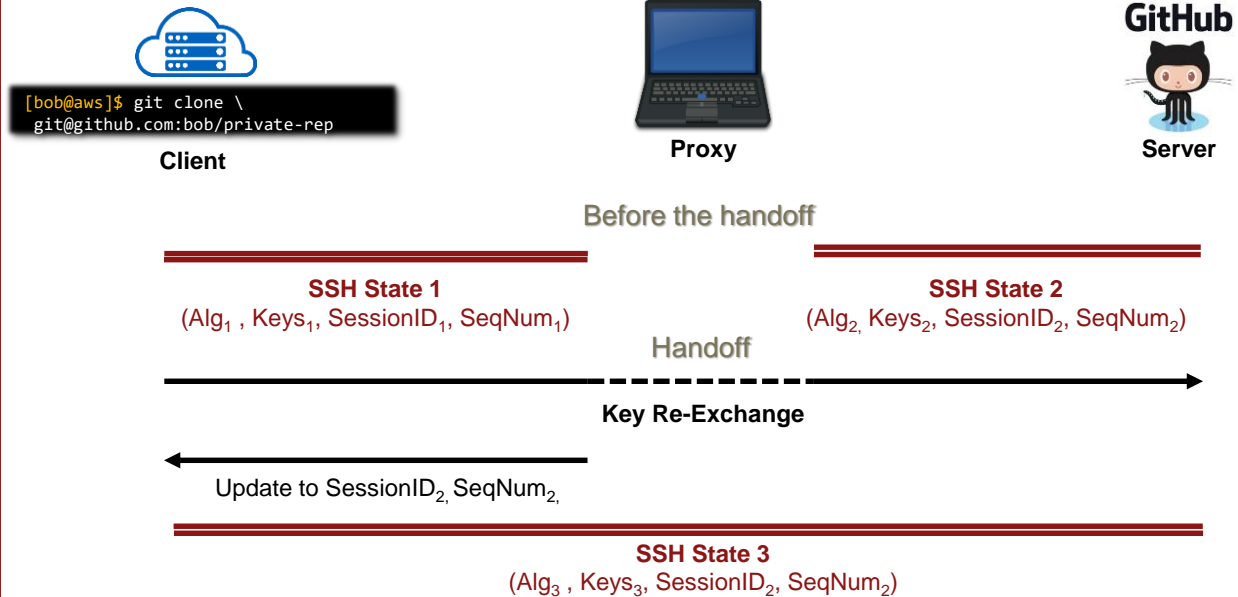 GitHub
[bob@aws]$ git clone \
git@github.com:bob/private-rep
Client
Proxy
Server
Before the handoff
SSH State 1
(Alg₁ , Keys₁, SessionID₁, SeqNum₁)
SSH State 2
(Alg₂, Keys₂, SessionID₂, SeqNum₂)
Handoff
Key Re-Exchange
Update to SessionID₂, SeqNum₂,
SSH State 3
(Alg₃ , Keys₃, SessionID₂, SeqNum₂)